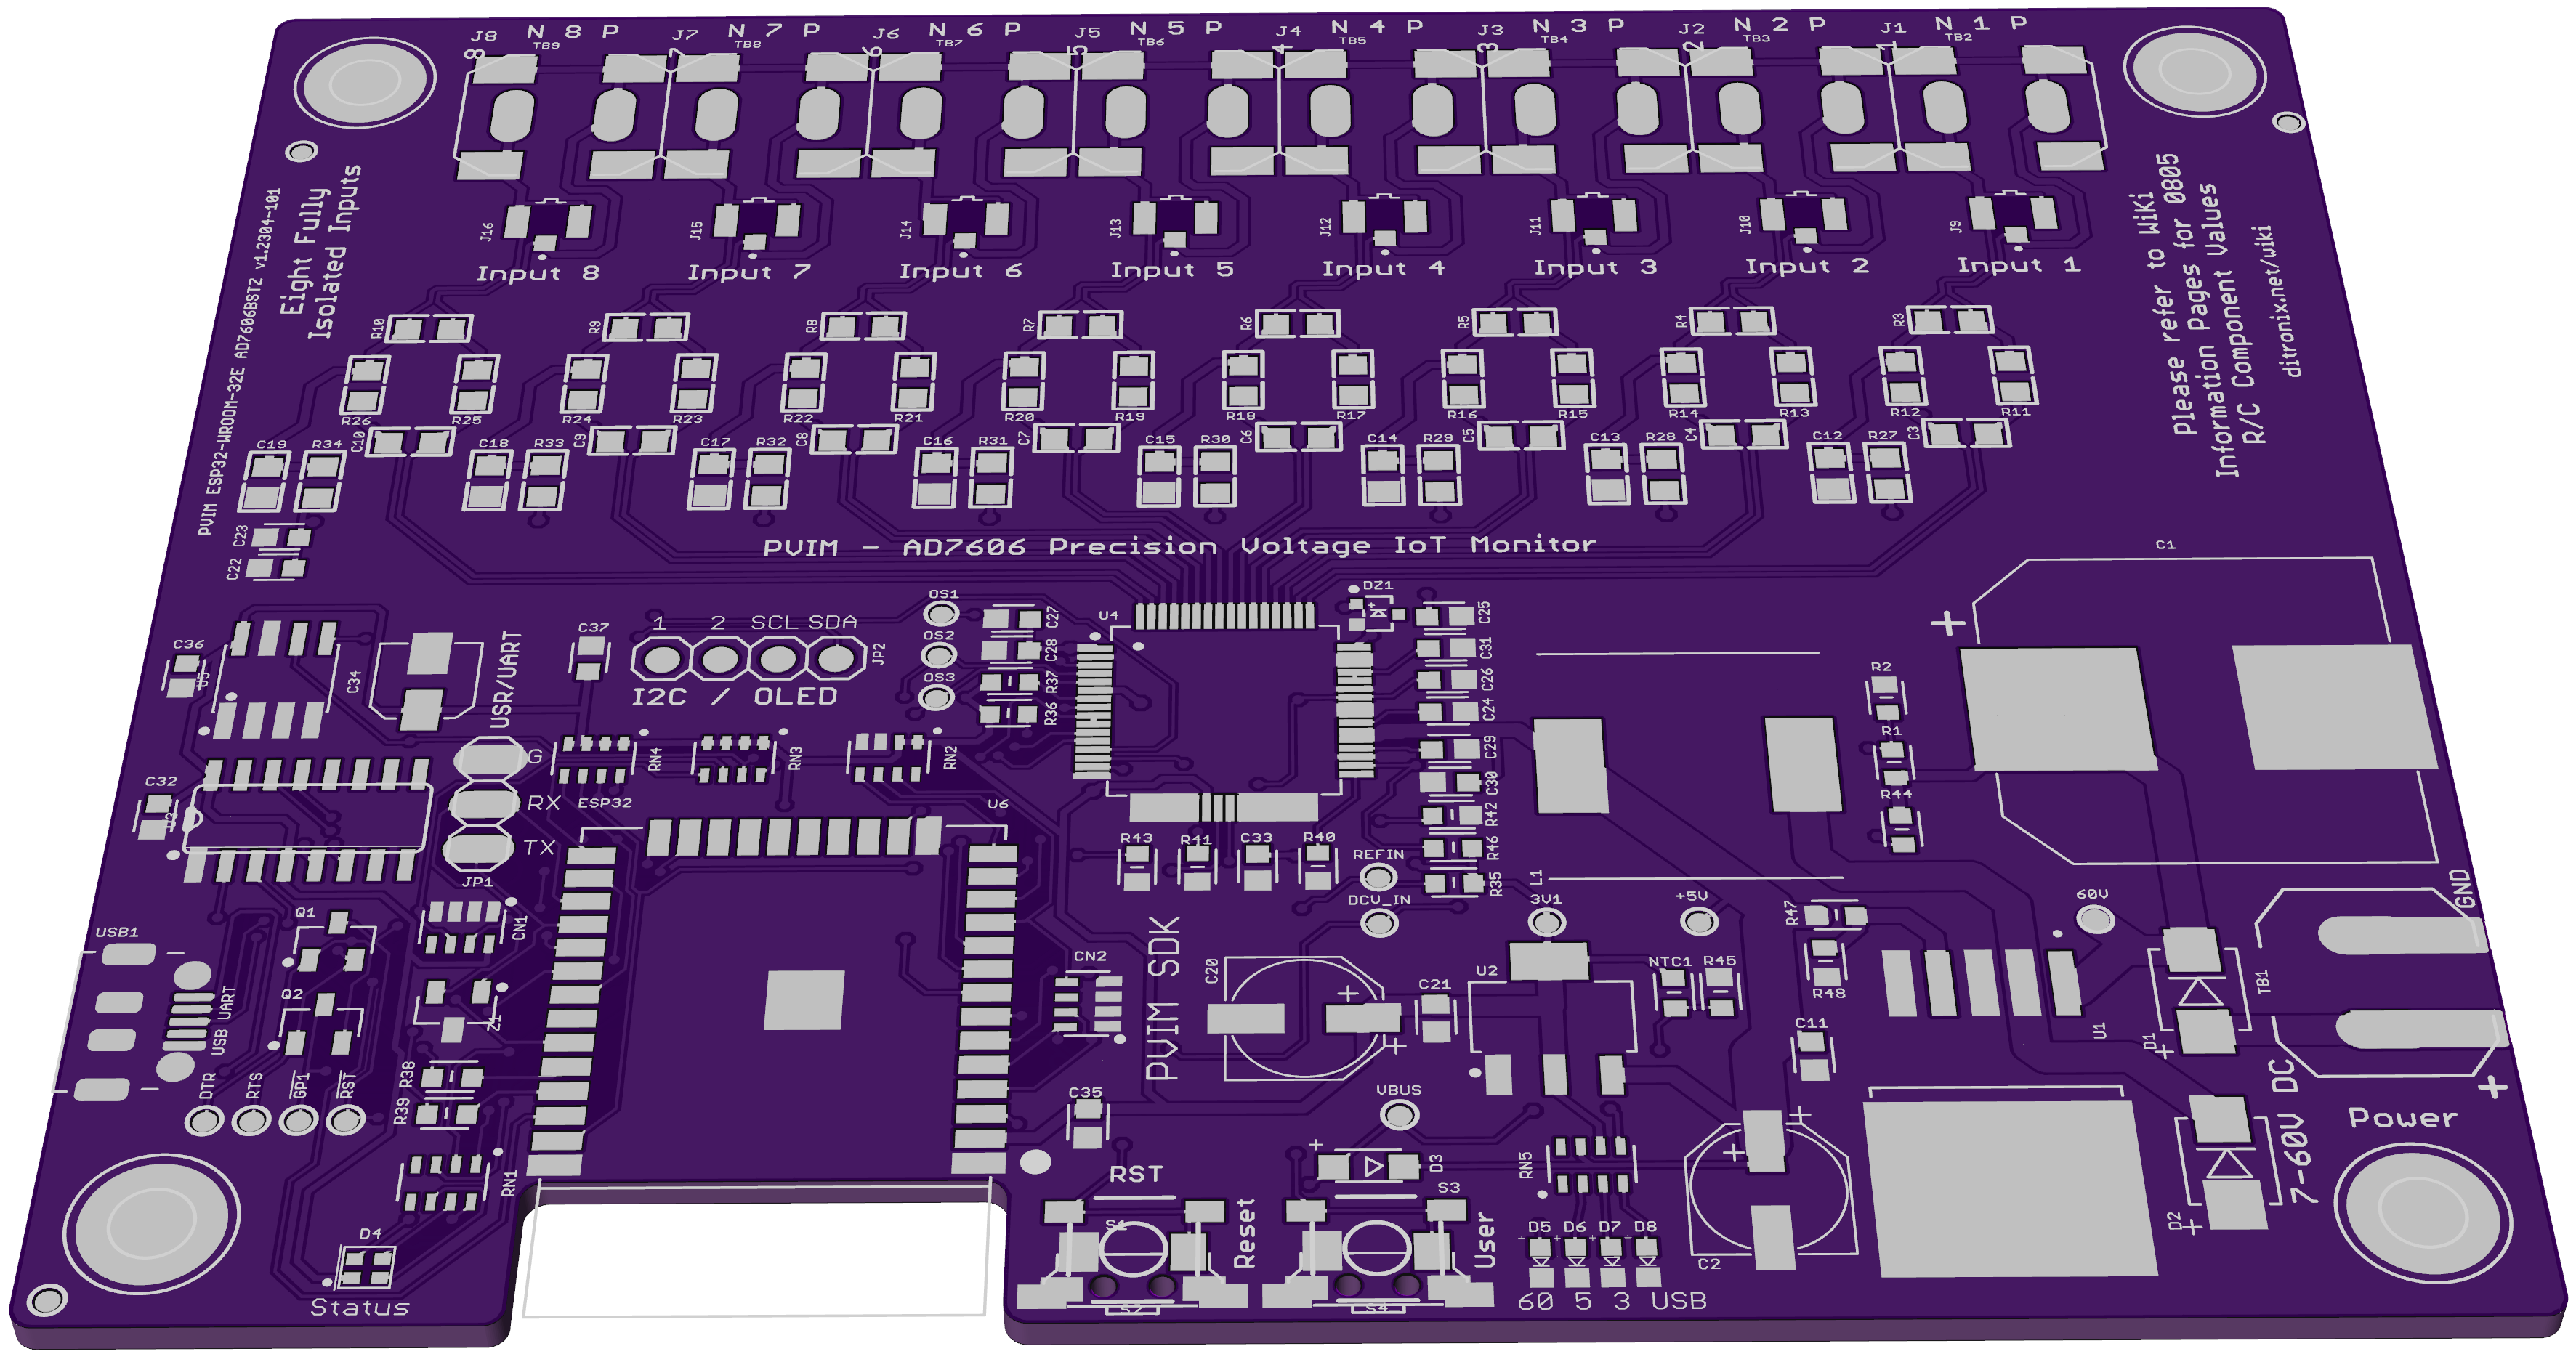 N 8 P N 7 P N 6 P N 5 P N 4 P N 3 P N 2 P N 1 P
J8 TB9 J7 TB8 J6 TB7 J5 TB6 J4 TB5 J3 TB4 J2 TB3 J1 TB2
8 7 6 5 4 3 2 1
J16 J15 J14 J13 J12 J11 J10 J9
Input 8 Input 7 Input 6 Input 5 Input 4 Input 3 Input 2 Input 1
PVIM ESP32-WROOM-32E AD7606BSTZ v1.2304-101
Eight Fully
Isolated Inputs
Please refer to WiKi
Information Pages for 0805
R/C Component Values
ditronix.net/wiki
R10 R9 R8 R7 R6 R5 R4 R3
R26 R25 R24 R23 R22 R21 R20 R19 R18 R17 R16 R15 R14 R13 R12 R11
C19 R34 C10 C18 R33 C9 C17 R32 C8 C16 R31 C7 C15 R30 C6 C14 R29 C5 C13 R28 C4 C12 R27 C3
C23
C22
PVIM - AD7606 Precision Voltage IoT Monitor
C1
+
C36
U5
C34
USR/UART
C37
1 2 SCL SDA
JP2
I2C / OLED
OS1
OS2
OS3
C27
C28
R37
R36
U4
DZ1
C25
C31
C26
C24
C29
C30
R42
R46
R35
R2
R1
R44
C32
U3
G
RX
TX
JP1
RN4
RN3
RN2
ESP32
U6
R43 R41 C33 R40
REFIN
DCV_IN
L1
3V1
+5V
60V
GND
USB1
USB UART
Q1
Q2
CN1
Z1
R38
R39
DTR RTS GP1 RST
RN1
D4
Status
CN2
PVIM SDK
C35
C20
+
+
C21
U2
NTC1 R45
R47
R48
C11
U1
D1
+
TB1
+
DC
7-60V
Power
D2
+
VBUS
+
D3
RN5
RST
S1
S2
Reset
S3
S4
User
D5 D6 D7 D8
60 5 3 USB
C2
+
+